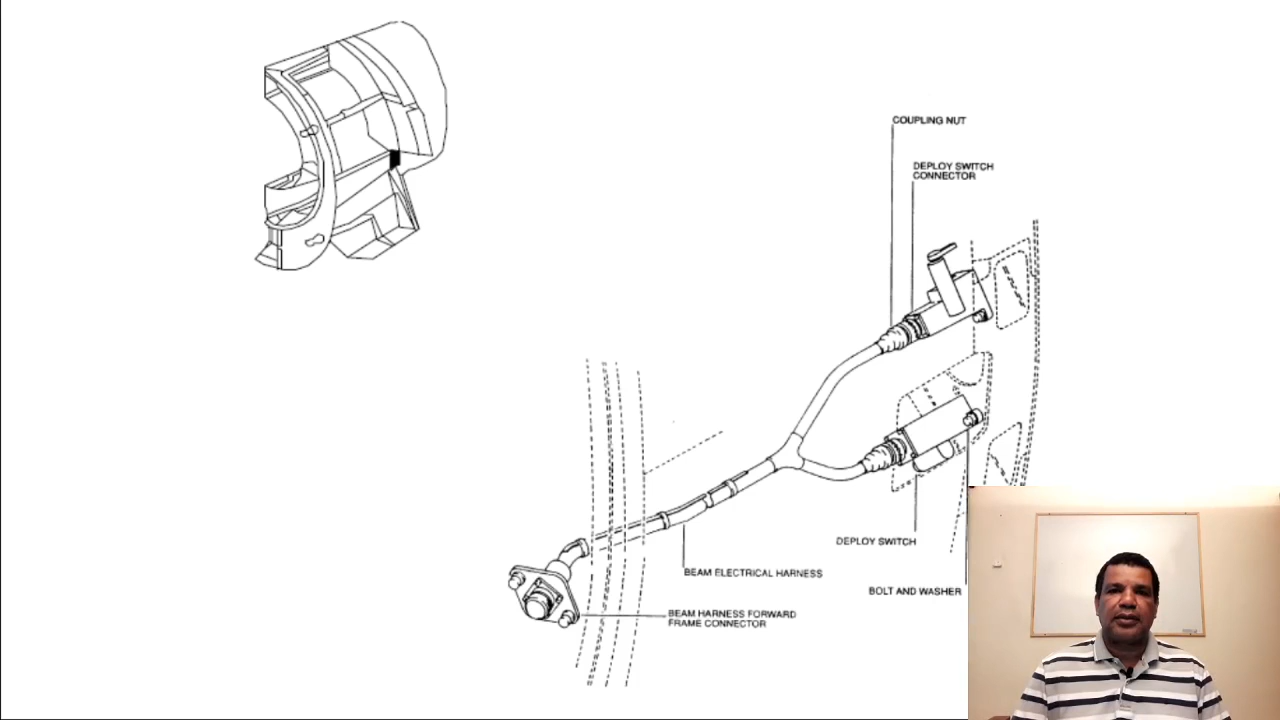 COUPLING NUT
DEPLOY SWITCH
CONNECTOR
DEPLOY SWITCH
BEAM ELECTRICAL HARNESS
BOLT AND WASHER
BEAM HARNESS FORWARD
FRAME CONNECTOR